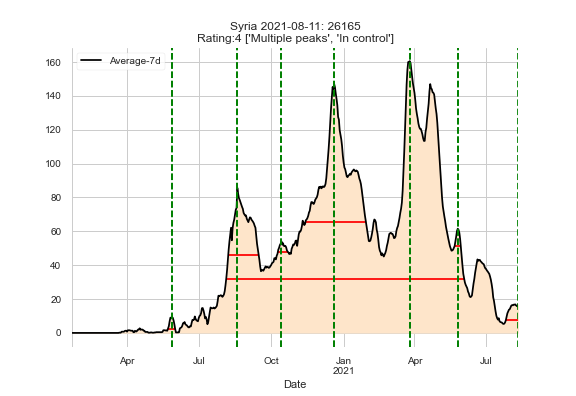 Syria 2021-08-11: 26165
Rating:4 ['Multiple peaks', 'In control']
Average-7d
160
140
120
100
80
60
40
20
0
Apr Jul Oct Jan Apr Jul
2021
Date